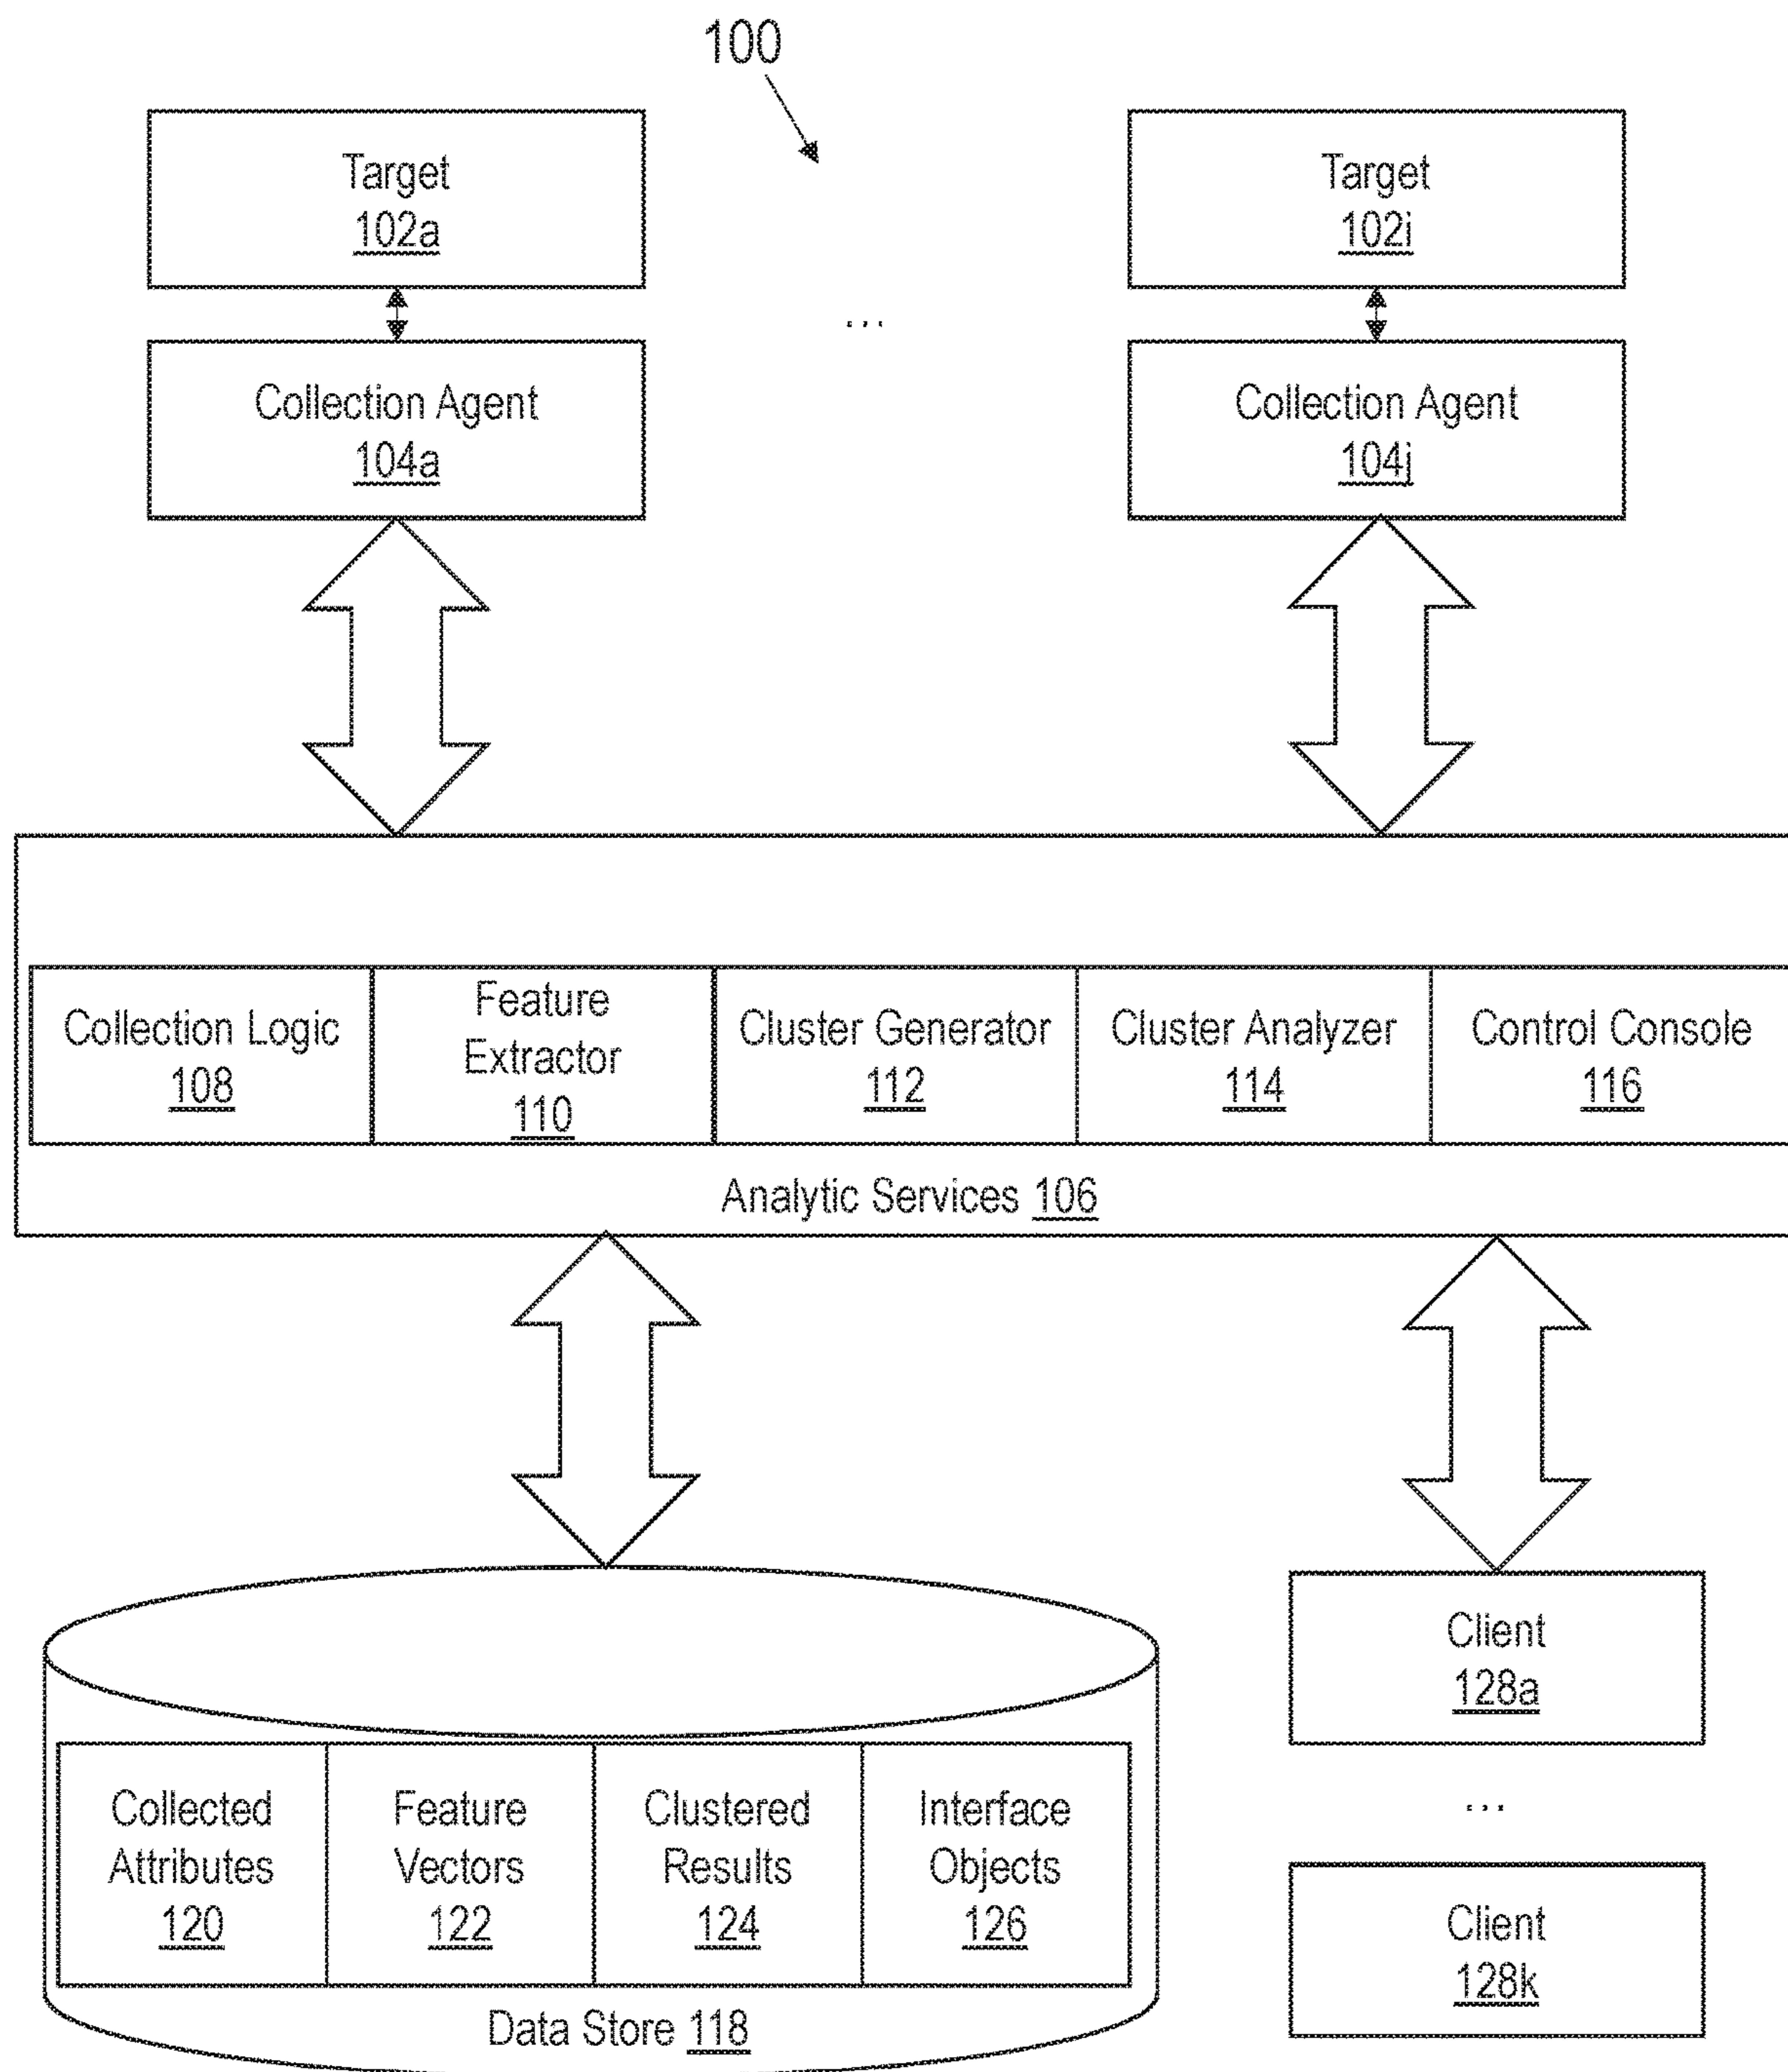 100
Target
102a
Target
102i
...
Collection Agent
104a
Collection Agent
104j
Collection Logic
108
Feature
Extractor
110
Cluster Generator
112
Cluster Analyzer
114
Control Console
116
Analytic Services 106
Client
128a
...
Client
128k
Collected
Attributes
120
Feature
Vectors
122
Clustered
Results
124
Interface
Objects
126
Data Store 118